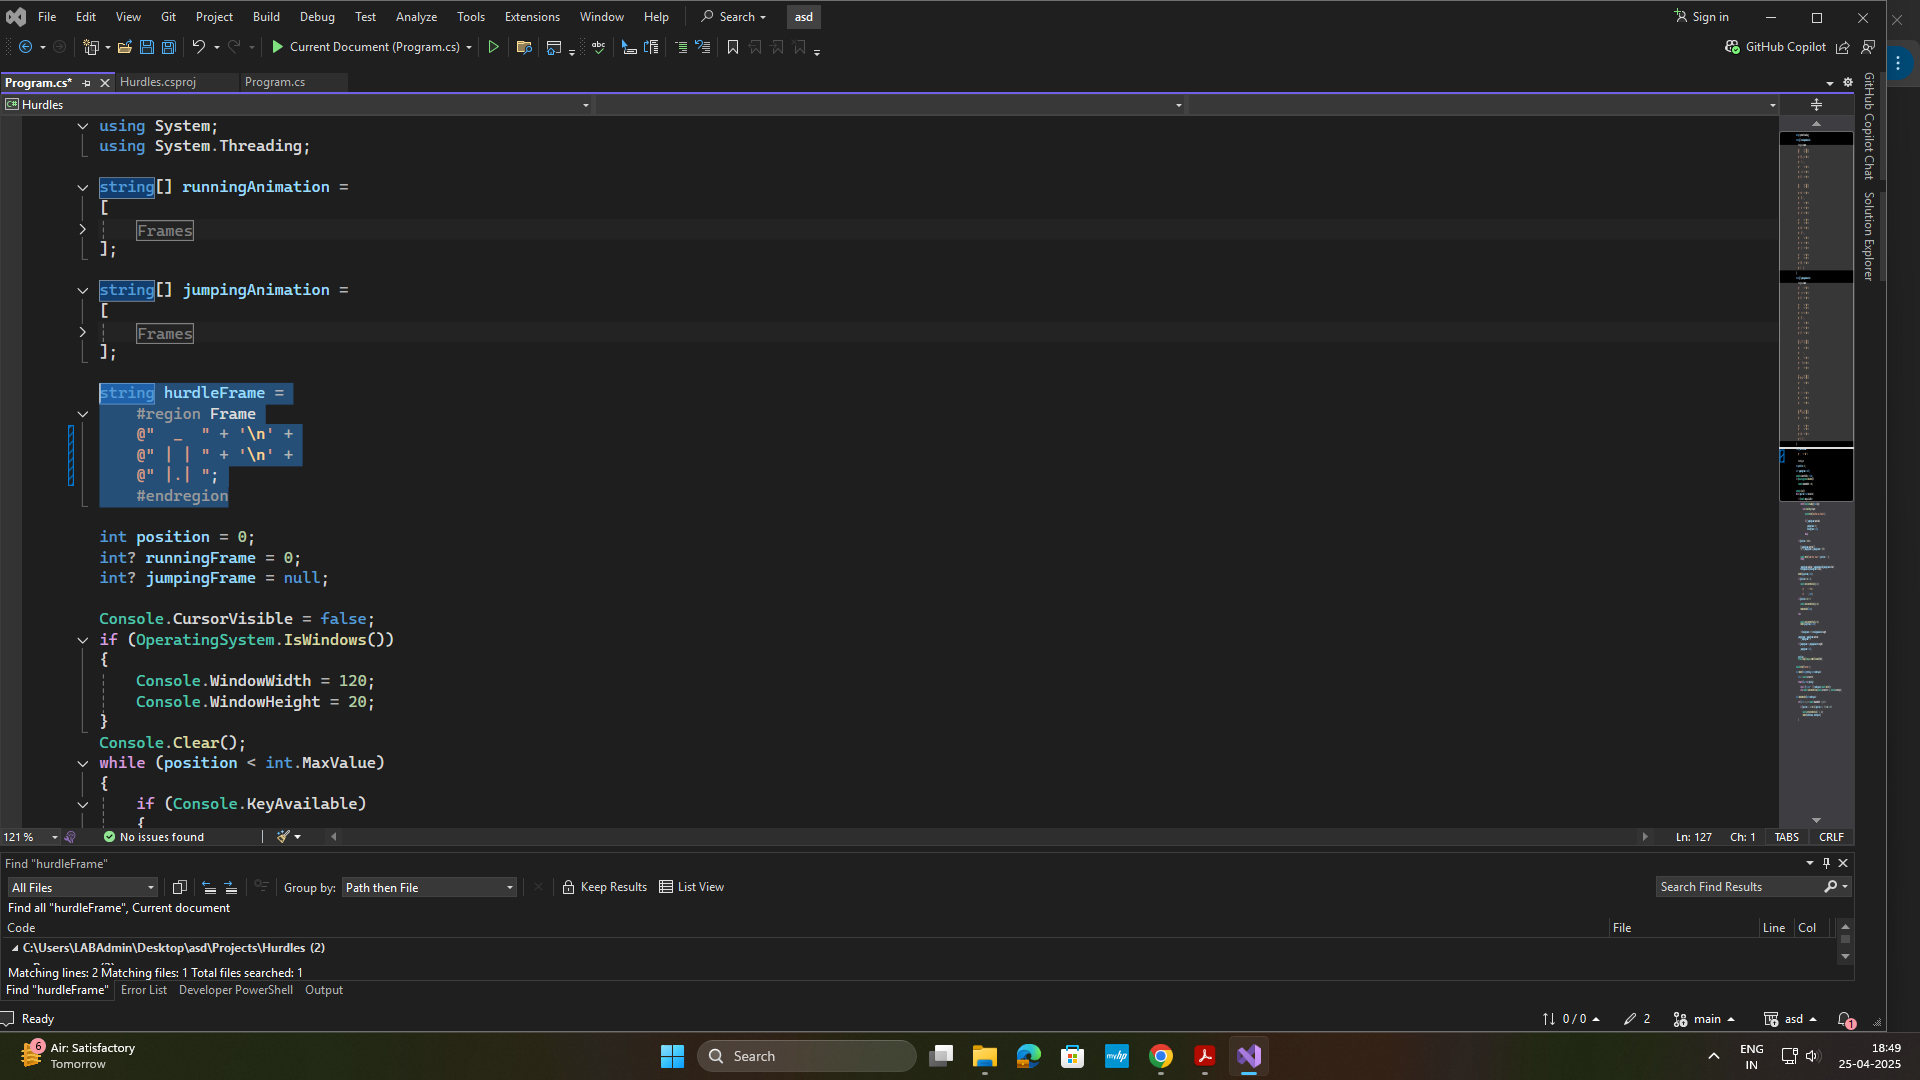 File Edit View Git Project Build Debug Test Analyze Tools Extensions Window Help Search asd Sign in
Current Document (Program.cs) GitHub Copilot
Program.cs* Hurdles.csproj Program.cs
C# Hurdles
using System;
using System.Threading;
string[] runningAnimation =
[
Frames
];
string[] jumpingAnimation =
[
Frames
];
string hurdleFrame =
#region Frame
@"  _  " + '\n' +
@" | | " + '\n' +
@" |.| ";
#endregion
int position = 0;
int? runningFrame = 0;
int? jumpingFrame = null;
Console.CursorVisible = false;
if (OperatingSystem.IsWindows())
{
Console.WindowWidth = 120;
Console.WindowHeight = 20;
}
Console.Clear();
while (position < int.MaxValue)
{
if (Console.KeyAvailable)
{
GitHub Copilot Chat
Solution Explorer
121 % No issues found Ln: 127 Ch: 1 TABS CRLF
Find "hurdleFrame"
All Files Group by: Path then File Keep Results List View Search Find Results
Find all "hurdleFrame", Current document
Code File Line Col
C:\Users\LABAdmin\Desktop\asd\Projects\Hurdles (2)
Matching lines: 2 Matching files: 1 Total files searched: 1
Find "hurdleFrame" Error List Developer PowerShell Output
Ready 0 / 0 2 main asd 1
6 Air: Satisfactory
Tomorrow
Search
myhp
ENG
IN
18:49
25-04-2025